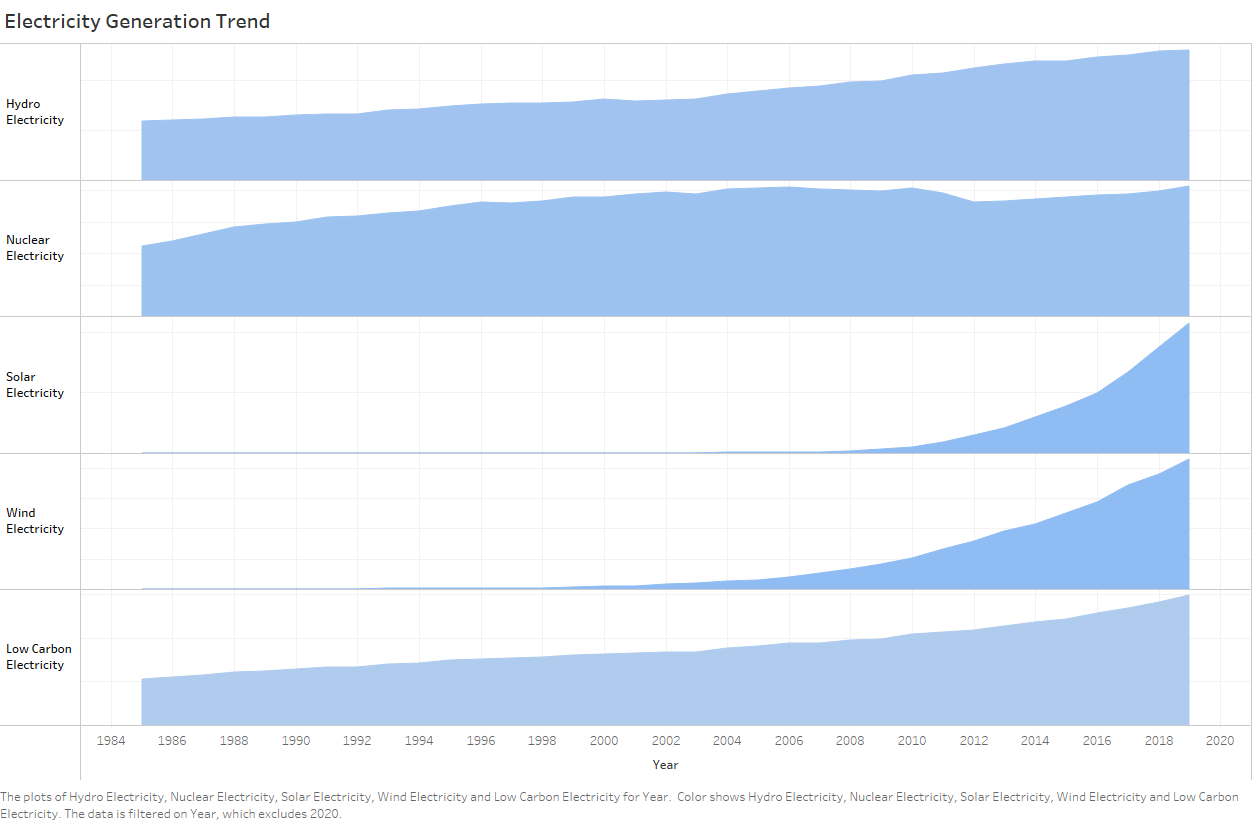 Electricity Generation Trend
Hydro
Electricity
Nuclear
Electricity
Solar
Electricity
Wind
Electricity
Low Carbon
Electricity
1984 1986 1988 1990 1992 1994 1996 1998 2000 2002 2004 2006 2008 2010 2012 2014 2016 2018 2020
Year
The plots of Hydro Electricity, Nuclear Electricity, Solar Electricity, Wind Electricity and Low Carbon Electricity for Year.  Color shows Hydro Electricity, Nuclear Electricity, Solar Electricity, Wind Electricity and Low Carbon
Electricity. The data is filtered on Year, which excludes 2020.